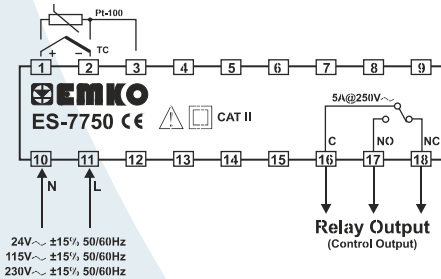 Pt-100
+ − TC
1 2 3 4 5 6 7 8 9
EMKO
ES-7750 CE
CAT II
5A@250V~
C NO NC
10 11 12 13 14 15 16 17 18
N L
24V~ ±15% 50/60Hz
115V~ ±15% 50/60Hz
230V~ ±15% 50/60Hz
Relay Output
(Control Output)